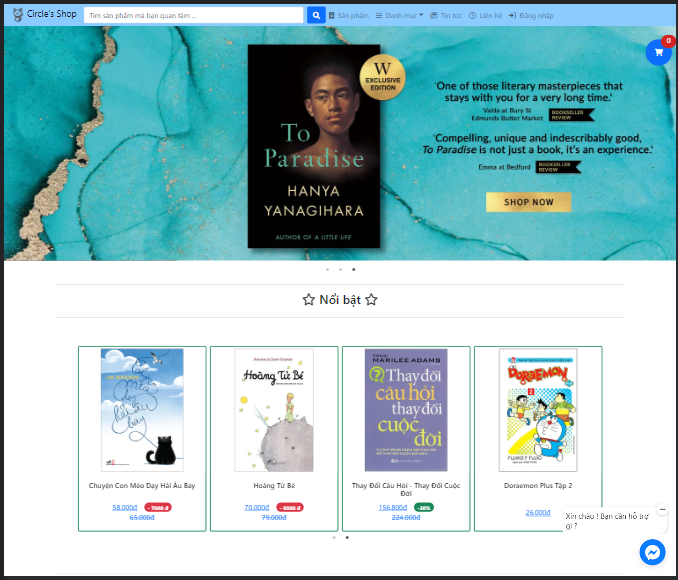 Circle's Shop
Tìm sản phẩm mà bạn quan tâm ...
Sản phẩm
Danh mục
Tin tức
Liên hệ
Đăng nhập
0
W
EXCLUSIVE
EDITION
To
Paradise
HANYA
YANAGIHARA
AUTHOR OF A LITTLE LIFE
'One of those literary masterpieces that
stays with you for a very long time.'
Valda at Bury St
Edmunds Butter Market
BOOKSELLER
REVIEW
'Compelling, unique and indescribably good,
To Paradise is not just a book, it's an experience.'
Emma at Bedford
BOOKSELLER
REVIEW
SHOP NOW
Nổi bật
Hoàng Tử Bé
MARILEE ADAMS
Thay đổi
câu hỏi
thay đổi
cuộc
đời
DORAEMON
2
FUJIKO F FUJIO
Chuyện Con Mèo Dạy Hải Âu Bay
58.000đ
- 7000 đ
65.000đ
Hoàng Tử Bé
70.000đ
- 9000 đ
79.000đ
Thay Đổi Câu Hỏi - Thay Đổi Cuộc
Đời
156.800đ
-30%
224.000đ
Doraemon Plus Tập 2
26.000đ
Xin chào ! Bạn cần hỗ trợ
gì ?